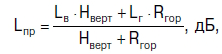 Lпр = (Lв · Hверт + Lг · Rгор) / (Hверт + Rгор), дБ,